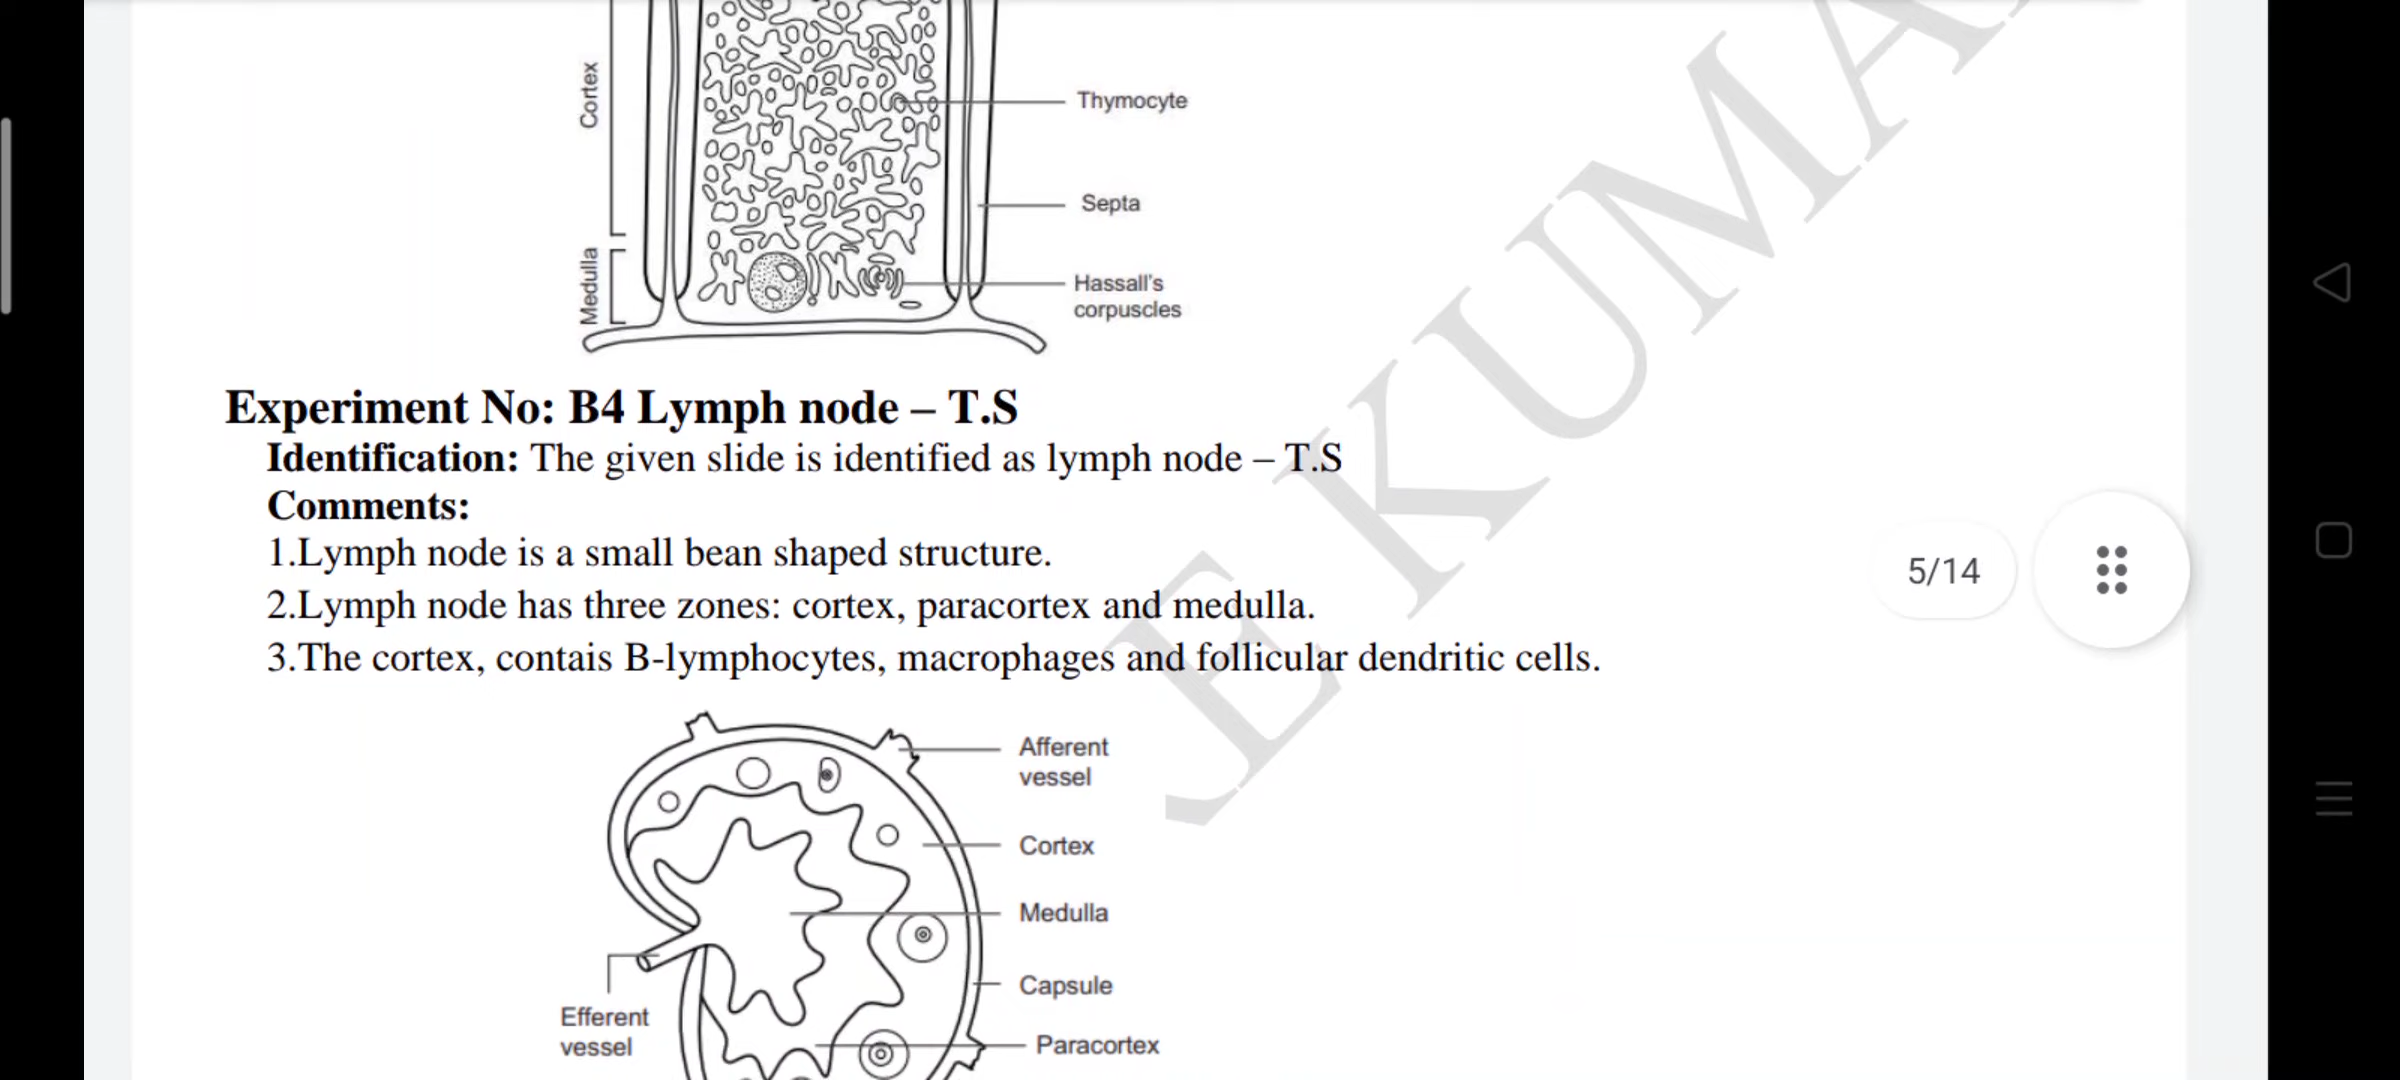 Cortex
Thymocyte
Septa
Medulla
Hassall's
corpuscles
Experiment No: B4 Lymph node – T.S
Identification: The given slide is identified as lymph node – T.S
Comments:
1.Lymph node is a small bean shaped structure.
2.Lymph node has three zones: cortex, paracortex and medulla.
3.The cortex, contais B-lymphocytes, macrophages and follicular dendritic cells.
5/14
Afferent
vessel
Cortex
Medulla
Capsule
Efferent
vessel
Paracortex
E KUMA